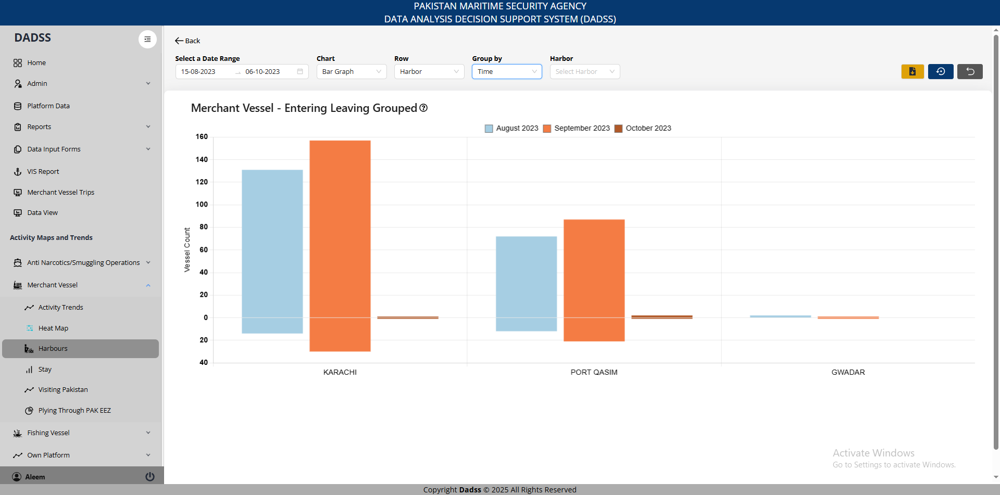 PAKISTAN MARITIME SECURITY AGENCY
DATA ANALYSIS DECISION SUPPORT SYSTEM (DADSS)
DADSS
Home
Admin
Platform Data
Reports
Data Input Forms
VIS Report
Merchant Vessel Trips
Data View
Activity Maps and Trends
Anti Narcotics/Smuggling Operations
Merchant Vessel
Activity Trends
Heat Map
Harbours
Stay
Visiting Pakistan
Plying Through PAK EEZ
Fishing Vessel
Own Platform
Aleem
Back
Select a Date Range
15-08-2023 06-10-2023
Chart
Bar Graph
Row
Harbor
Group by
Time
Harbor
Select Harbor
Merchant Vessel - Entering Leaving Grouped
August 2023 September 2023 October 2023
Vessel Count
160
140
120
100
80
60
40
20
0
20
40
KARACHI PORT QASIM GWADAR
Activate Windows
Go to Settings to activate Windows.
Copyright Dadss © 2025 All Rights Reserved